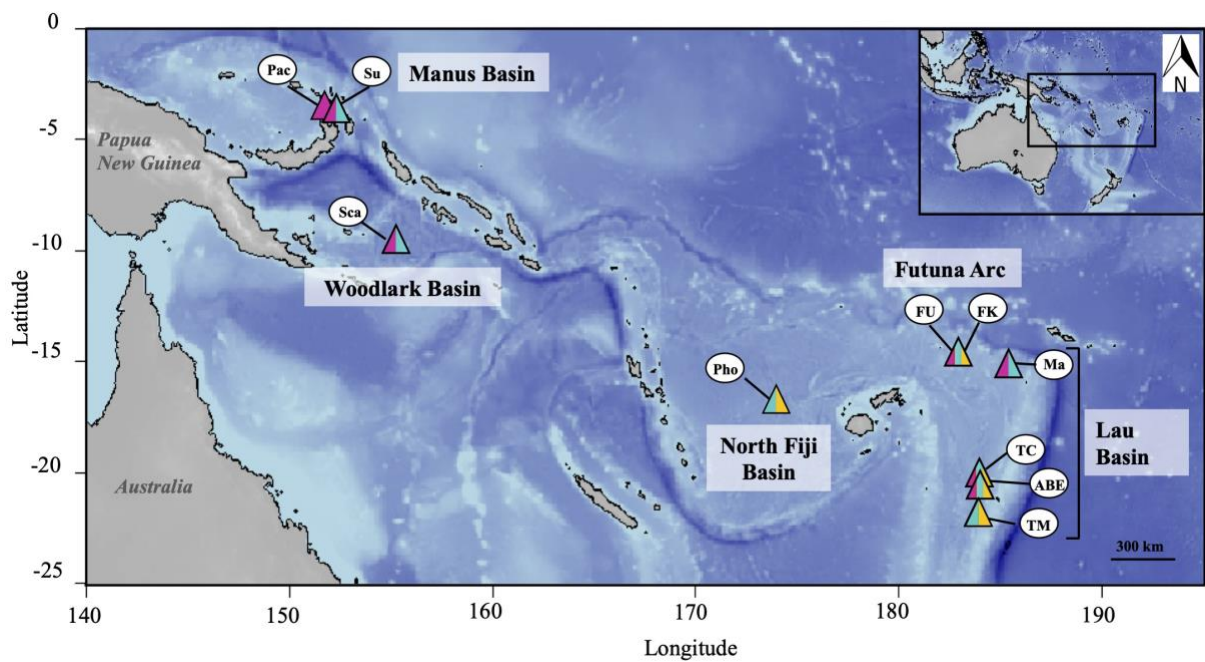 0
-5
-10
-15
-20
-25
Latitude
140
150
160
170
180
190
Longitude
Pac
Su
Manus Basin
Papua
New Guinea
Sca
Woodlark Basin
Australia
Pho
North Fiji
Basin
Futuna Arc
FU
FK
Ma
TC
ABE
TM
Lau
Basin
300 km
N